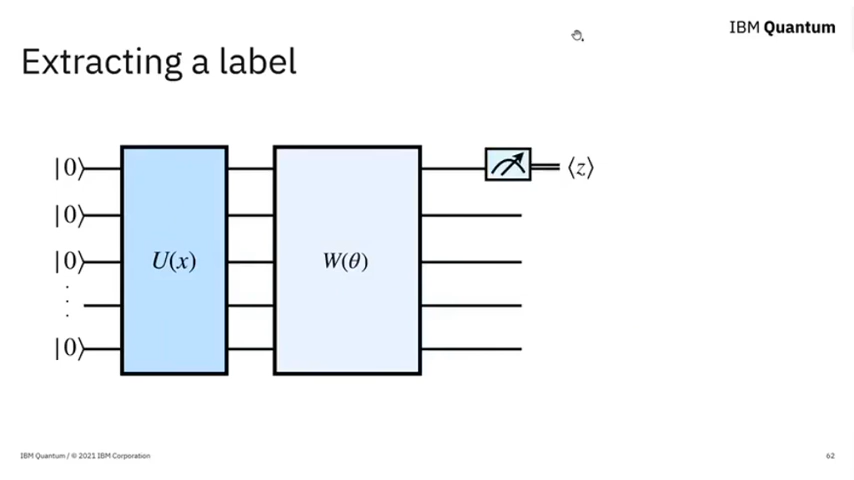 IBM Quantum
Extracting a label
|0⟩
|0⟩
|0⟩
|0⟩
U(x)
W(θ)
⟨z⟩
IBM Quantum / © 2021 IBM Corporation
62